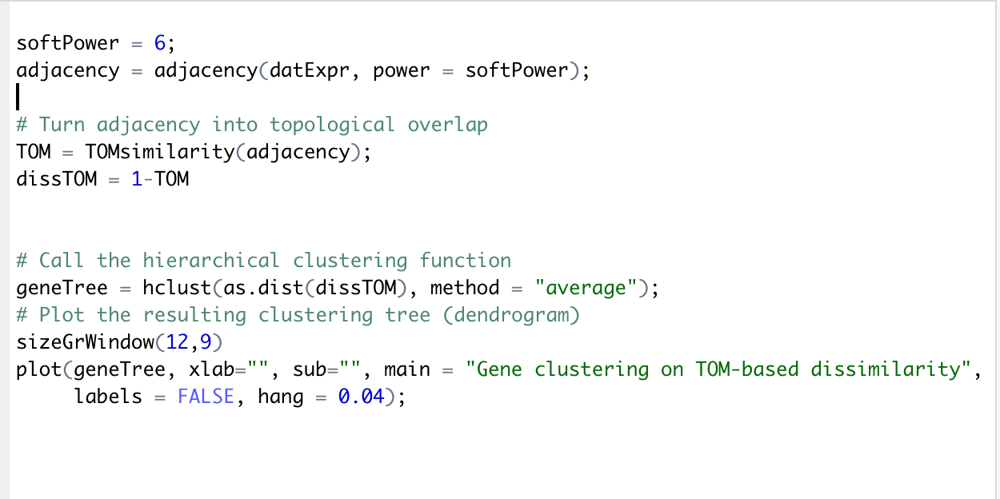 softPower = 6;
adjacency = adjacency(datExpr, power = softPower);
# Turn adjacency into topological overlap
TOM = TOMsimilarity(adjacency);
dissTOM = 1-TOM
# Call the hierarchical clustering function
geneTree = hclust(as.dist(dissTOM), method = "average");
# Plot the resulting clustering tree (dendrogram)
sizeGrWindow(12,9)
plot(geneTree, xlab="", sub="", main = "Gene clustering on TOM-based dissimilarity",
     labels = FALSE, hang = 0.04);